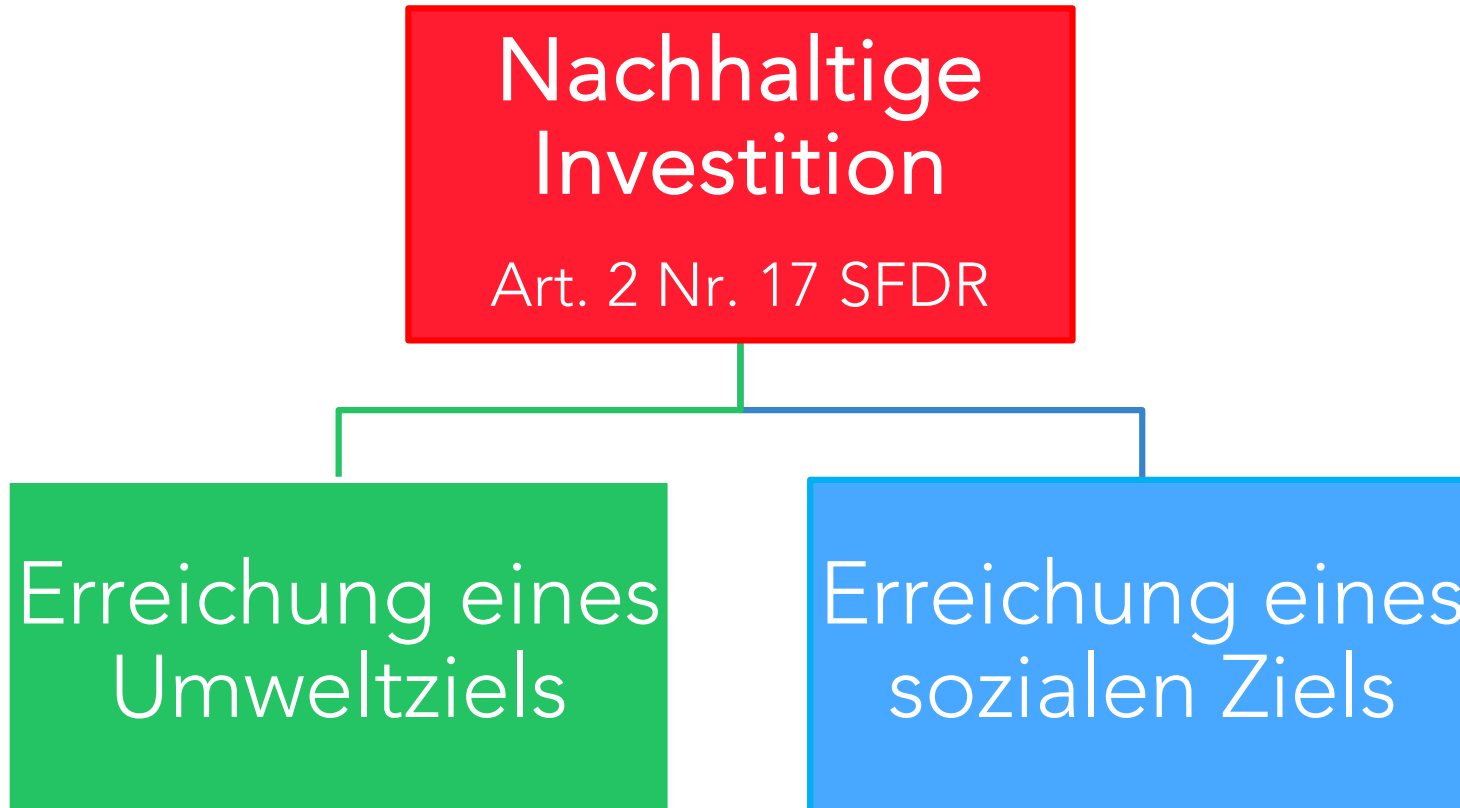 Nachhaltige
Investition
Art. 2 Nr. 17 SFDR
Erreichung eines
Umweltziels
Erreichung eines
sozialen Ziels